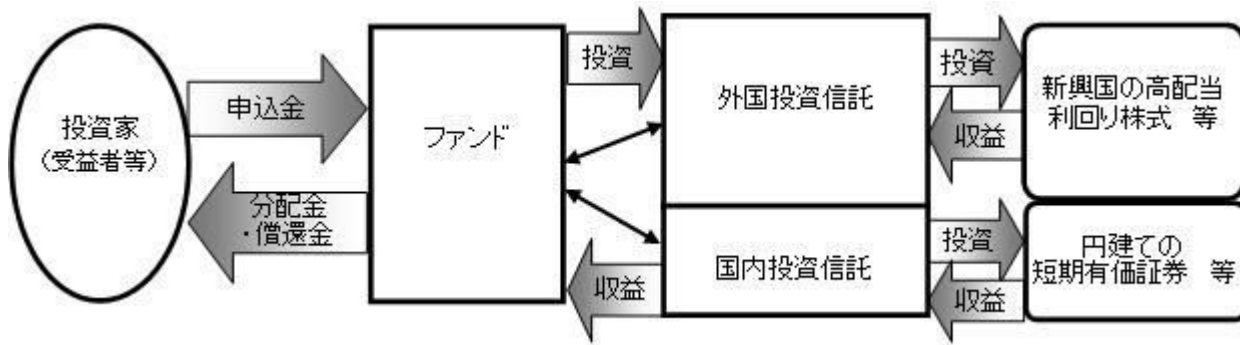 投資家
（受益者等）
申込金
分配金
・償還金
ファンド
投資
収益
外国投資信託
国内投資信託
投資
収益
新興国の高配当
利回り株式　等
投資
収益
円建ての
短期有価証券　等